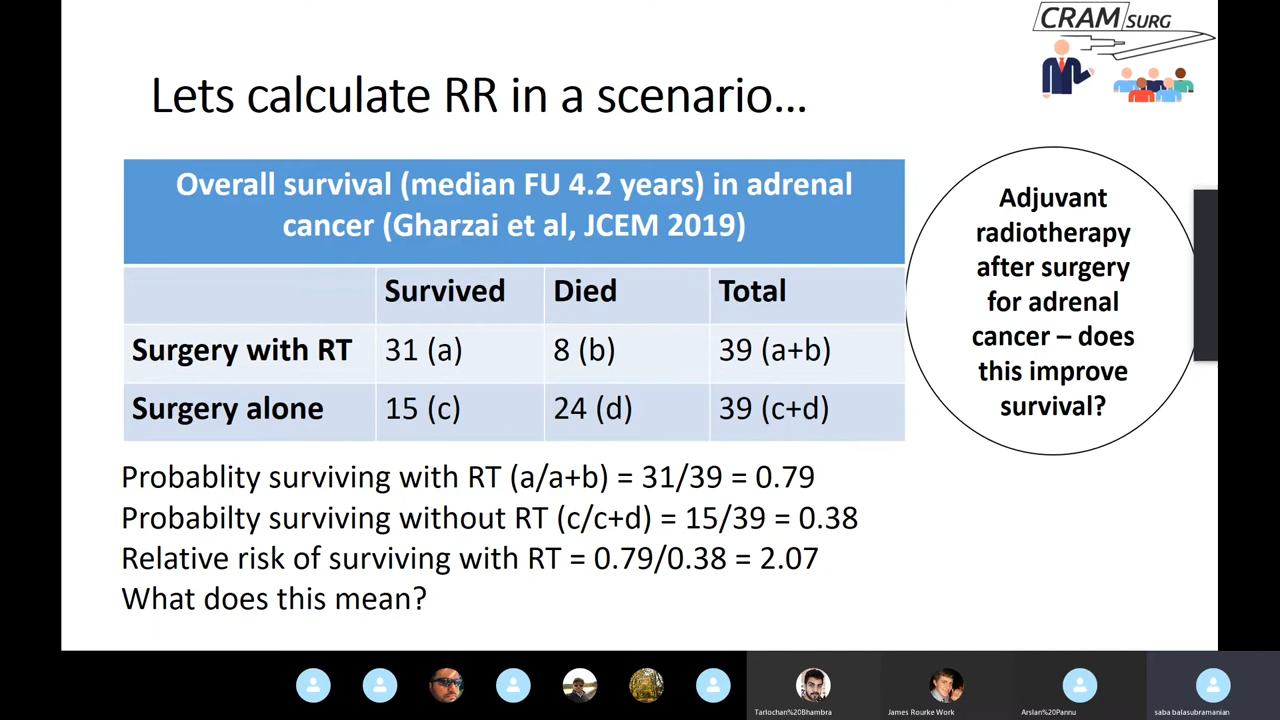 CRAM SURG
Lets calculate RR in a scenario...
Overall survival (median FU 4.2 years) in adrenal
cancer (Gharzai et al, JCEM 2019)
Survived Died Total
Surgery with RT 31 (a) 8 (b) 39 (a+b)
Surgery alone 15 (c) 24 (d) 39 (c+d)
Adjuvant
radiotherapy
after surgery
for adrenal
cancer – does
this improve
survival?
Probablity surviving with RT (a/a+b) = 31/39 = 0.79
Probabilty surviving without RT (c/c+d) = 15/39 = 0.38
Relative risk of surviving with RT = 0.79/0.38 = 2.07
What does this mean?
Tarlochan%20Bhambra
James Rourke Work
Arslan%20Pannu
saba balasubramanian